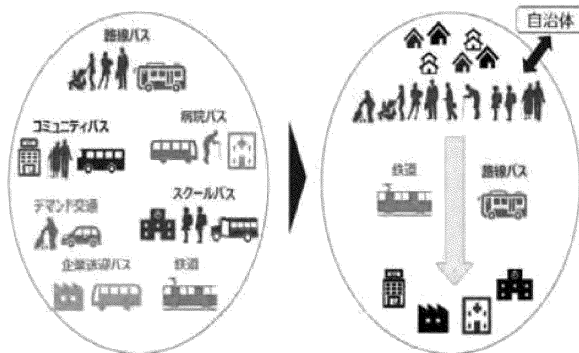 路線バス
コミュニティバス
病院バス
デマンド交通
スクールバス
企業送迎バス
鉄道
自治体
鉄道
路線バス